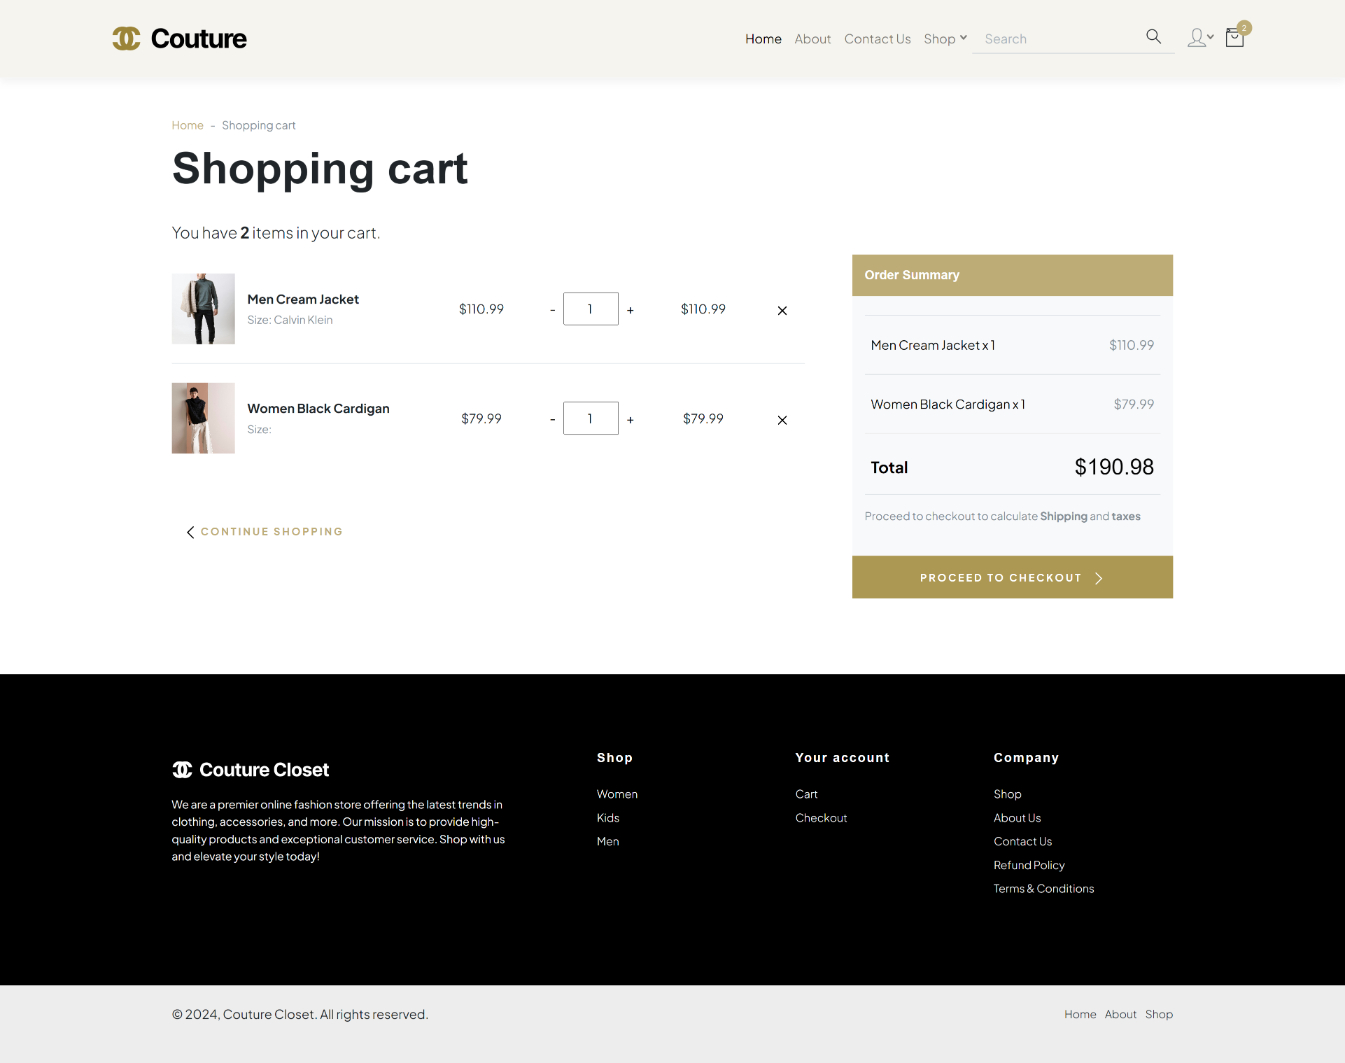 Couture
Home About Contact Us Shop Search 2
Home - Shopping cart
Shopping cart
You have 2 items in your cart.
Men Cream Jacket
Size: Calvin Klein
$110.99 - 1 + $110.99
Women Black Cardigan
Size:
$79.99 - 1 + $79.99
CONTINUE SHOPPING
Order Summary
Men Cream Jacket x 1 $110.99
Women Black Cardigan x 1 $79.99
Total $190.98
Proceed to checkout to calculate Shipping and taxes
PROCEED TO CHECKOUT
Couture Closet
We are a premier online fashion store offering the latest trends in
clothing, accessories, and more. Our mission is to provide high-
quality products and exceptional customer service. Shop with us
and elevate your style today!
Shop
Women
Kids
Men
Your account
Cart
Checkout
Company
Shop
About Us
Contact Us
Refund Policy
Terms & Conditions
© 2024, Couture Closet. All rights reserved.
Home About Shop